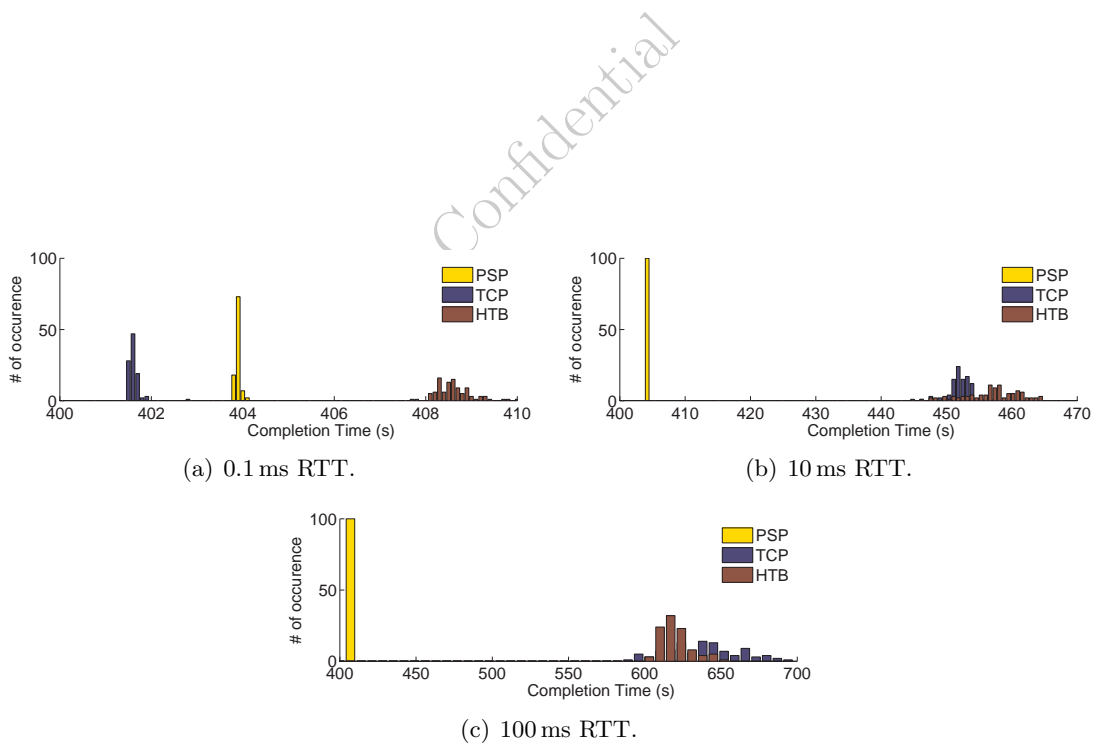 Confidential
100
50
0
# of occurence
400 402 404 406 408 410
Completion Time (s)
PSP
TCP
HTB
(a) 0.1 ms RTT.
100
50
0
# of occurence
400 410 420 430 440 450 460 470
Completion Time (s)
PSP
TCP
HTB
(b) 10 ms RTT.
100
50
0
# of occurence
400 450 500 550 600 650 700
Completion Time (s)
PSP
TCP
HTB
(c) 100 ms RTT.